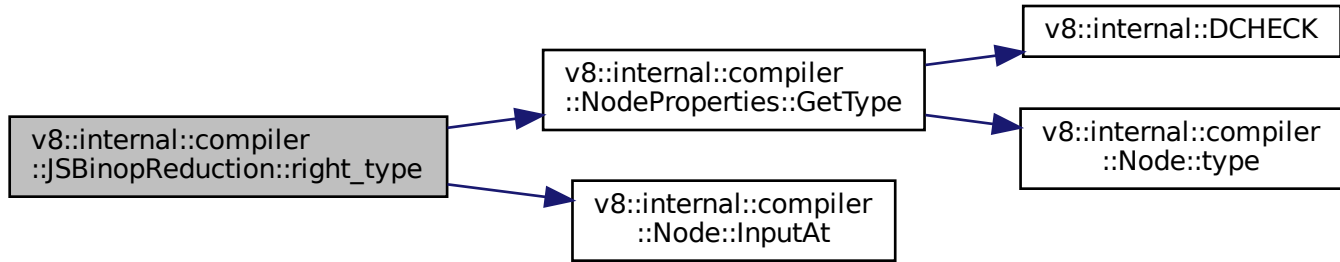 v8::internal::compiler
::JSBinopReduction::right_type
v8::internal::compiler
::NodeProperties::GetType
v8::internal::DCHECK
v8::internal::compiler
::Node::type
v8::internal::compiler
::Node::InputAt